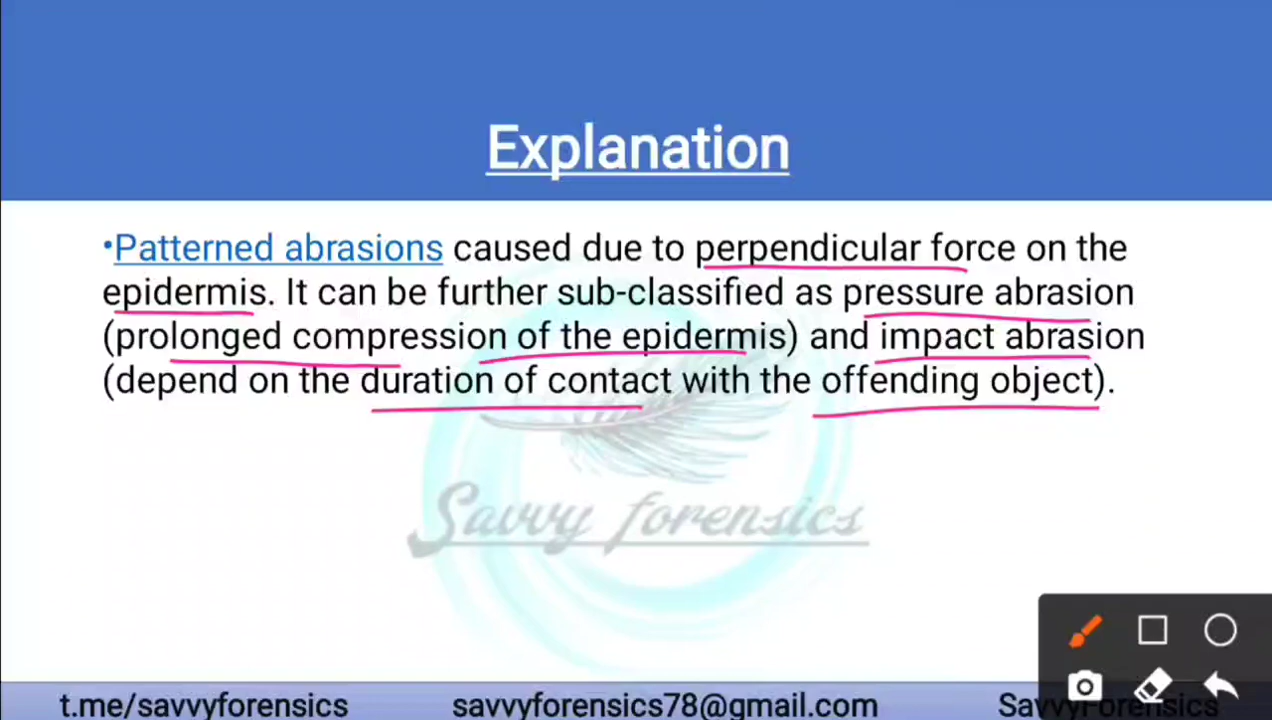 Explanation
•Patterned abrasions caused due to perpendicular force on the
epidermis. It can be further sub-classified as pressure abrasion
(prolonged compression of the epidermis) and impact abrasion
(depend on the duration of contact with the offending object).
Savvy forensics
t.me/savvyforensics savvyforensics78@gmail.com SavvyForensics